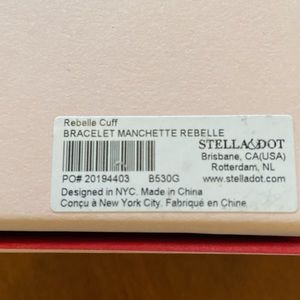 Rebelle Cuff
BRACELET MANCHETTE REBELLE
STELLA&DOT
Brisbane, CA(USA)
Rotterdam, NL
PO# 20194403 B530G
www.stelladot.com
Designed in NYC. Made in China
Conçu à New York City. Fabriqué en Chine